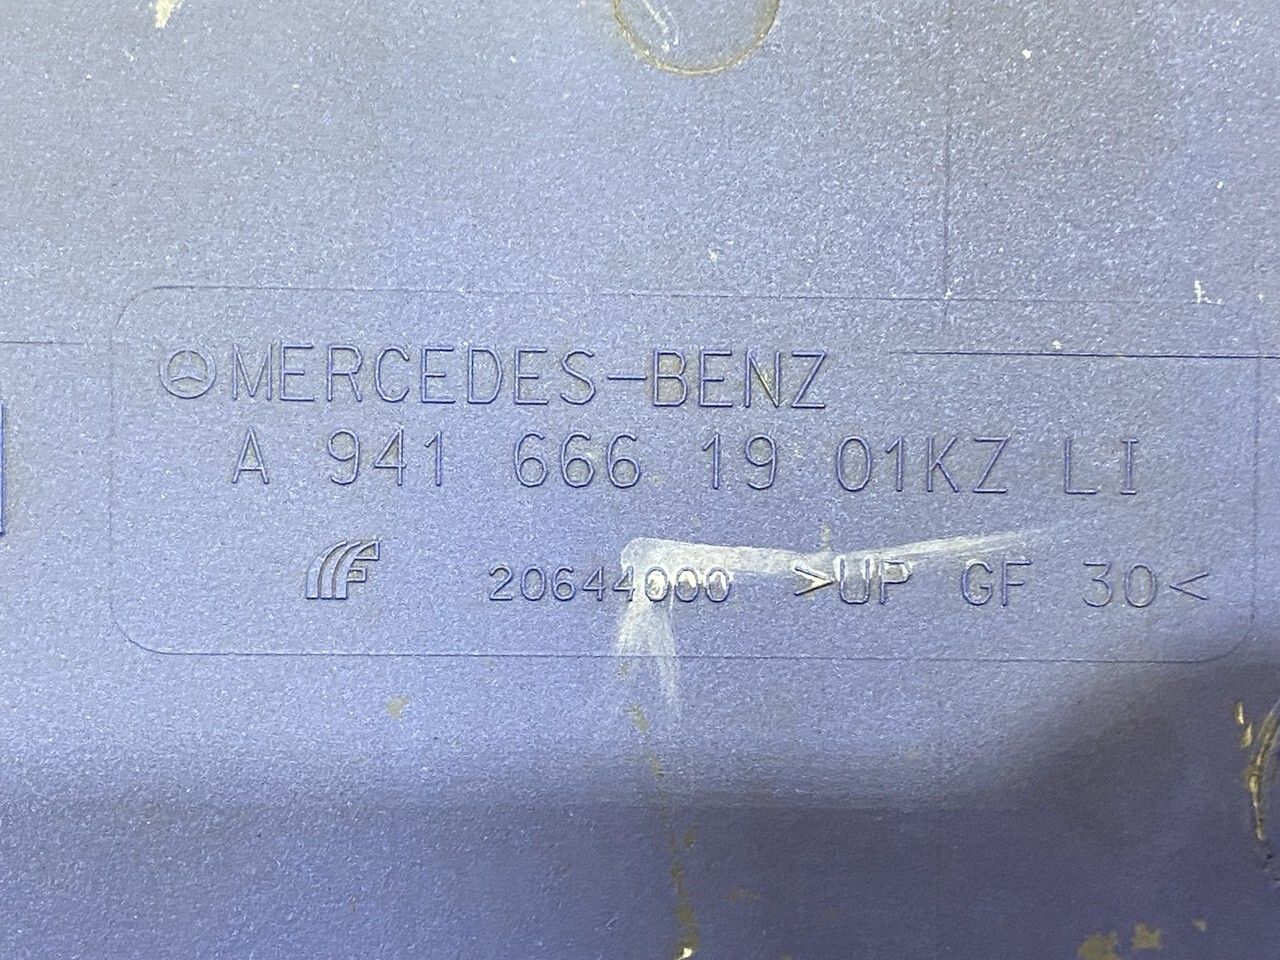 MERCEDES-BENZ
A 941 666 19 01KZ LI
F 20644000 >UP GF 30<